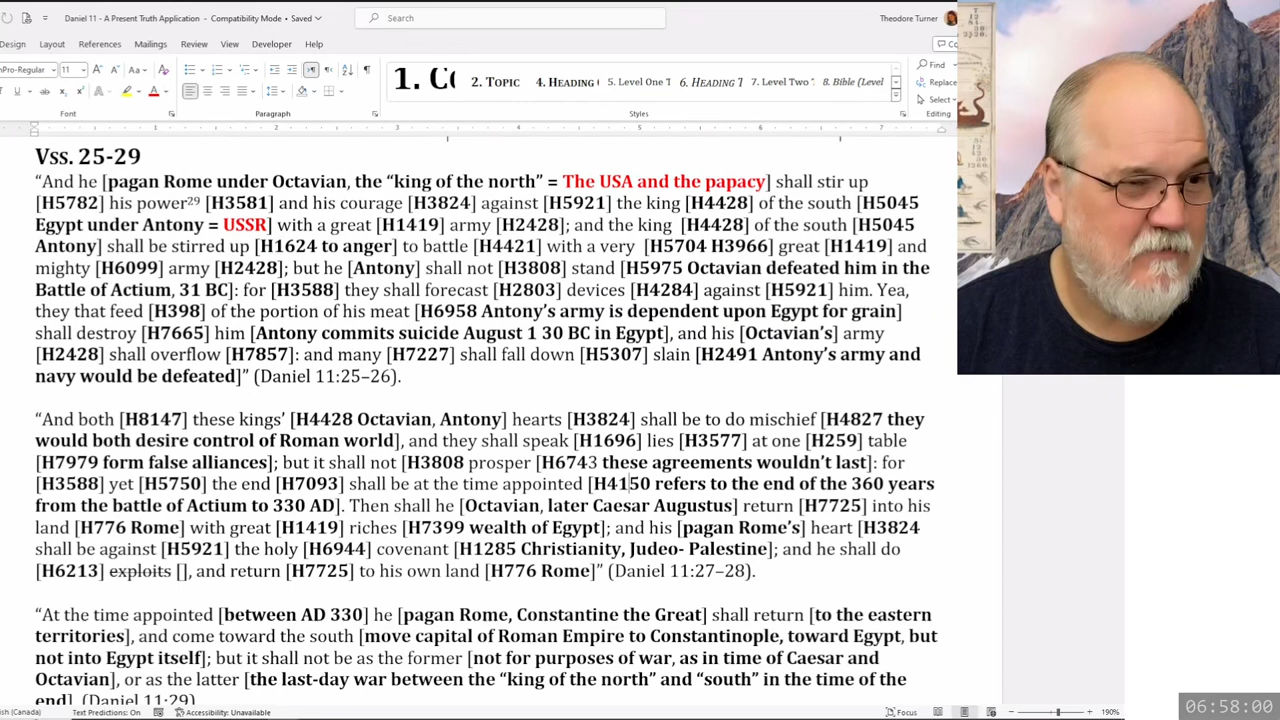 Daniel 11 - A Present Truth Application - Compatibility Mode • Saved
Search
Theodore Turner
Design Layout References Mailings Review View Developer Help
nPro-Regular 11 Aa
Find
Replace
Select
1. Co 2. Topic 4. Heading 5. Level One T 6. Heading T 7. Level Two 8. Bible (Level
Font Paragraph Styles Editing
1 2 3 4 5 6 7
Vss. 25-29
“And he [pagan Rome under Octavian, the “king of the north” = The USA and the papacy] shall stir up
[H5782] his power²⁹ [H3581] and his courage [H3824] against [H5921] the king [H4428] of the south [H5045
Egypt under Antony = USSR] with a great [H1419] army [H2428]; and the king [H4428] of the south [H5045
Antony] shall be stirred up [H1624 to anger] to battle [H4421] with a very [H5704 H3966] great [H1419] and
mighty [H6099] army [H2428]; but he [Antony] shall not [H3808] stand [H5975 Octavian defeated him in the
Battle of Actium, 31 BC]: for [H3588] they shall forecast [H2803] devices [H4284] against [H5921] him. Yea,
they that feed [H398] of the portion of his meat [H6958 Antony’s army is dependent upon Egypt for grain]
shall destroy [H7665] him [Antony commits suicide August 1 30 BC in Egypt], and his [Octavian’s] army
[H2428] shall overflow [H7857]: and many [H7227] shall fall down [H5307] slain [H2491 Antony’s army and
navy would be defeated]” (Daniel 11:25–26).
“And both [H8147] these kings’ [H4428 Octavian, Antony] hearts [H3824] shall be to do mischief [H4827 they
would both desire control of Roman world], and they shall speak [H1696] lies [H3577] at one [H259] table
[H7979 form false alliances]; but it shall not [H3808 prosper [H6743 these agreements wouldn’t last]: for
[H3588] yet [H5750] the end [H7093] shall be at the time appointed [H4150 refers to the end of the 360 years
from the battle of Actium to 330 AD]. Then shall he [Octavian, later Caesar Augustus] return [H7725] into his
land [H776 Rome] with great [H1419] riches [H7399 wealth of Egypt]; and his [pagan Rome’s] heart [H3824
shall be against [H5921] the holy [H6944] covenant [H1285 Christianity, Judeo- Palestine]; and he shall do
[H6213] exploits [], and return [H7725] to his own land [H776 Rome]” (Daniel 11:27–28).
“At the time appointed [between AD 330] he [pagan Rome, Constantine the Great] shall return [to the eastern
territories], and come toward the south [move capital of Roman Empire to Constantinople, toward Egypt, but
not into Egypt itself]; but it shall not be as the former [not for purposes of war, as in time of Caesar and
Octavian], or as the latter [the last-day war between the “king of the north” and “south” in the time of the
end]. (Daniel 11:29)
ish (Canada) Text Predictions: On Accessibility: Unavailable Focus 190%
06:58:00